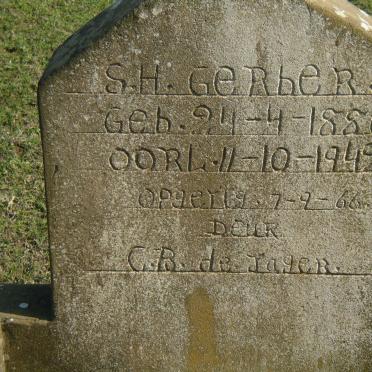 S.H. GERBER.
GEB. 24-4-188
OORL. 11-10-194
OPGERIG. 7-9-66
DEUR
C.B. de Jager.